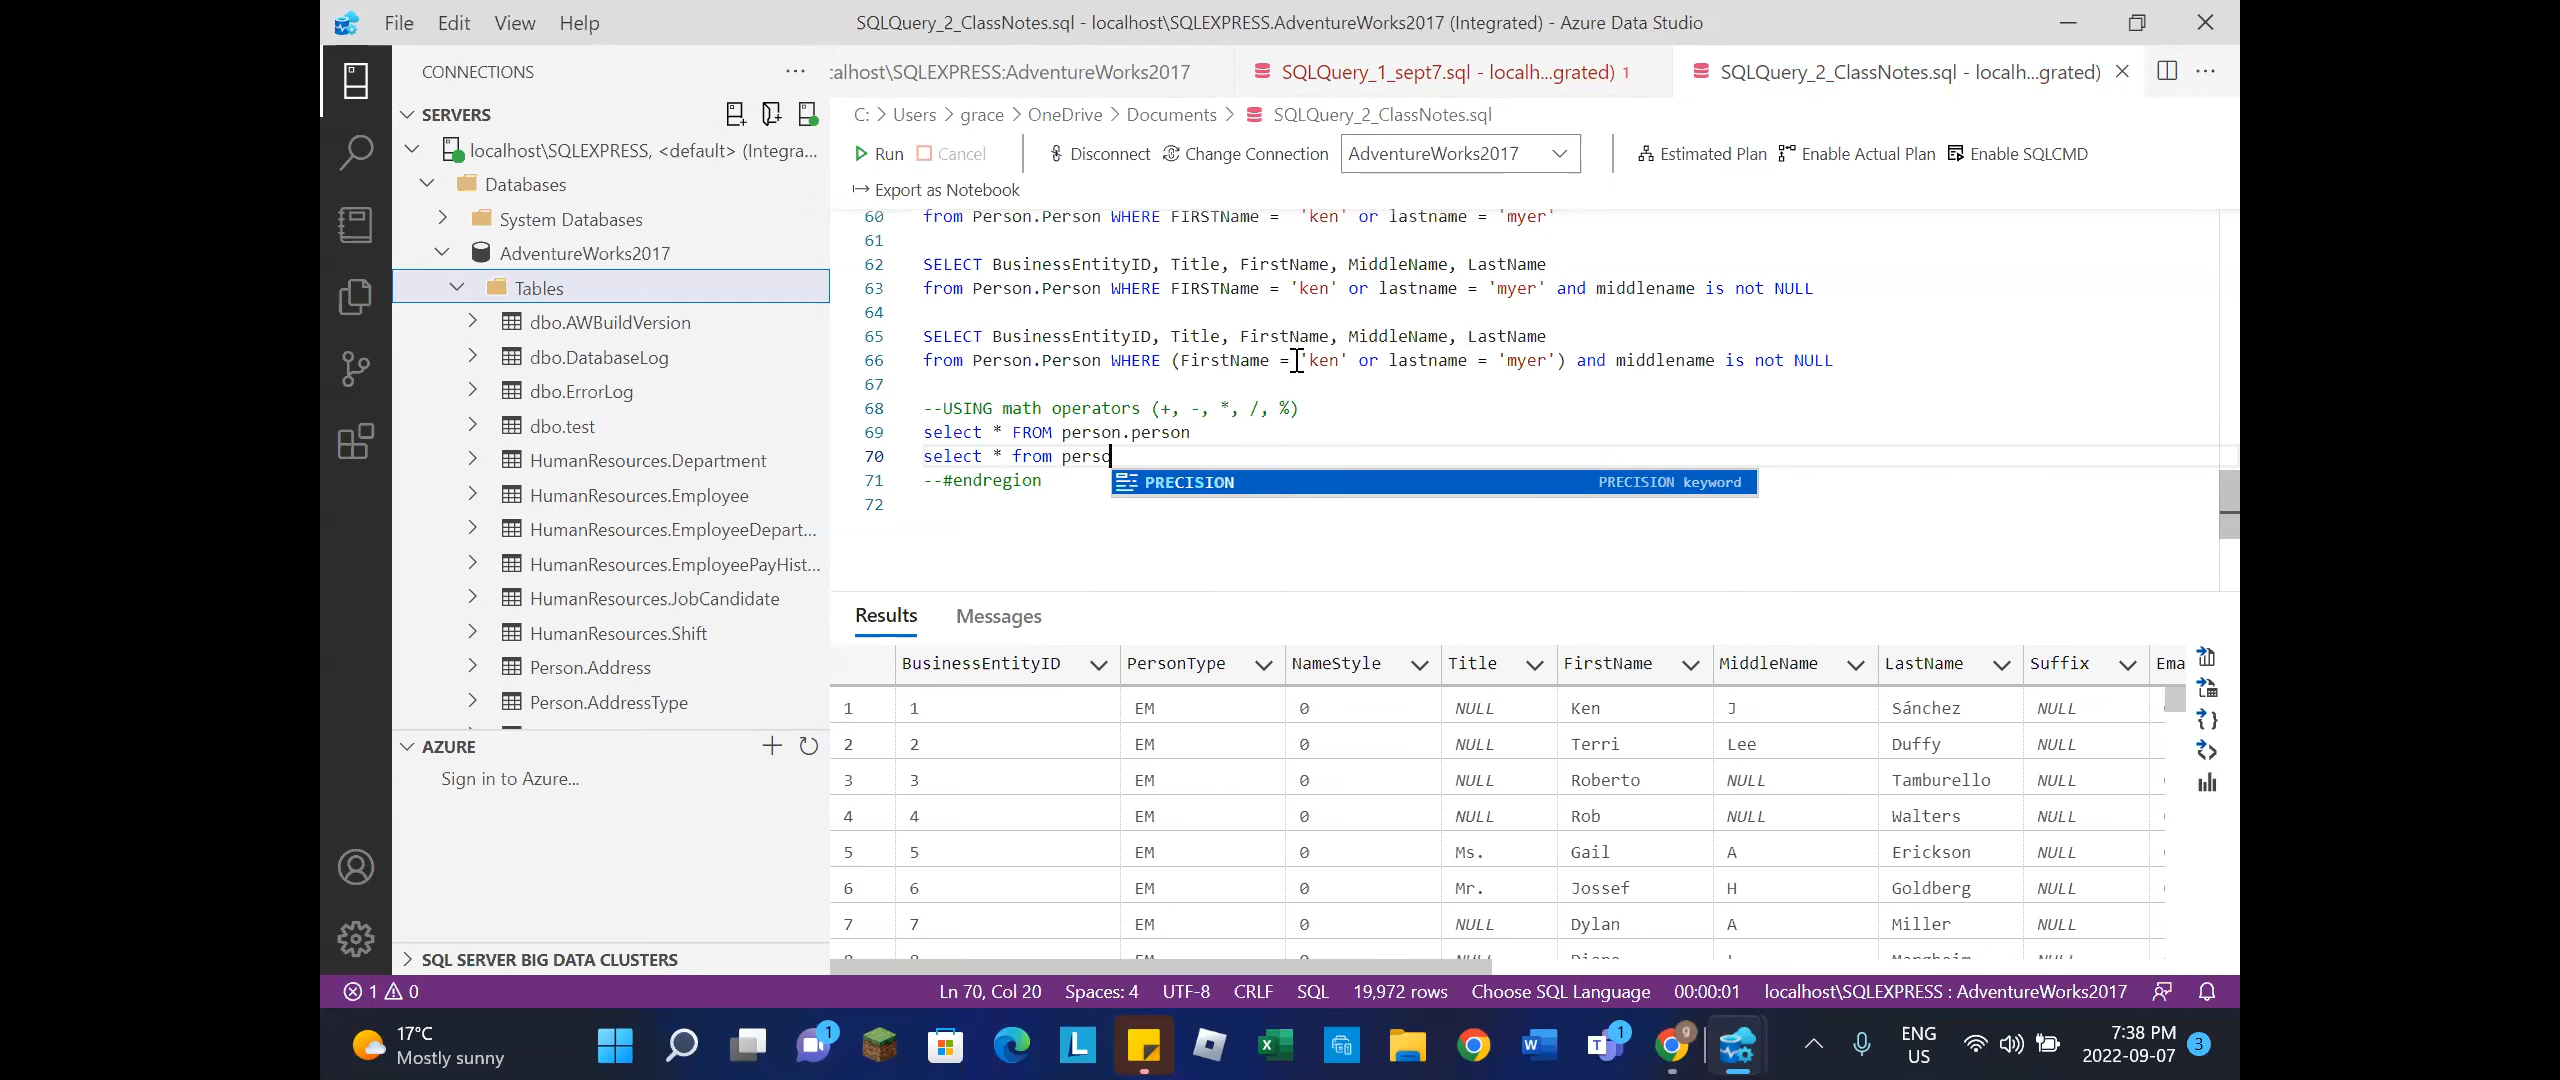 File Edit View Help
SQLQuery_2_ClassNotes.sql - localhost\SQLEXPRESS.AdventureWorks2017 (Integrated) - Azure Data Studio
CONNECTIONS
SERVERS
localhost\SQLEXPRESS, <default> (Integra...
Databases
System Databases
AdventureWorks2017
Tables
dbo.AWBuildVersion
dbo.DatabaseLog
dbo.ErrorLog
dbo.test
HumanResources.Department
HumanResources.Employee
HumanResources.EmployeeDepart...
HumanResources.EmployeePayHist...
HumanResources.JobCandidate
HumanResources.Shift
Person.Address
Person.AddressType
AZURE
Sign in to Azure...
SQL SERVER BIG DATA CLUSTERS
alhost\SQLEXPRESS:AdventureWorks2017 SQLQuery_1_sept7.sql - localh...grated) 1 SQLQuery_2_ClassNotes.sql - localh...grated)
C: > Users > grace > OneDrive > Documents > SQLQuery_2_ClassNotes.sql
Run Cancel Disconnect Change Connection AdventureWorks2017 Estimated Plan Enable Actual Plan Enable SQLCMD
Export as Notebook
60 from Person.Person WHERE FIRSTName = 'ken' or lastname = 'myer'
61
62 SELECT BusinessEntityID, Title, FirstName, MiddleName, LastName
63 from Person.Person WHERE FIRSTName = 'ken' or lastname = 'myer' and middlename is not NULL
64
65 SELECT BusinessEntityID, Title, FirstName, MiddleName, LastName
66 from Person.Person WHERE (FirstName = 'ken' or lastname = 'myer') and middlename is not NULL
67
68 --USING math operators (+, -, *, /, %)
69 select * FROM person.person
70 select * from perso
PRECISION PRECISION keyword
71 --#endregion
72
Results Messages
BusinessEntityID PersonType NameStyle Title FirstName MiddleName LastName Suffix Ema
1 1 EM 0 NULL Ken J Sánchez NULL
2 2 EM 0 NULL Terri Lee Duffy NULL
3 3 EM 0 NULL Roberto NULL Tamburello NULL
4 4 EM 0 NULL Rob NULL Walters NULL
5 5 EM 0 Ms. Gail A Erickson NULL
6 6 EM 0 Mr. Jossef H Goldberg NULL
7 7 EM 0 NULL Dylan A Miller NULL
1 0 Ln 70, Col 20 Spaces: 4 UTF-8 CRLF SQL 19,972 rows Choose SQL Language 00:00:01 localhost\SQLEXPRESS : AdventureWorks2017
17°C
Mostly sunny
1
L
1
g
ENG
US
7:38 PM
2022-09-07
3